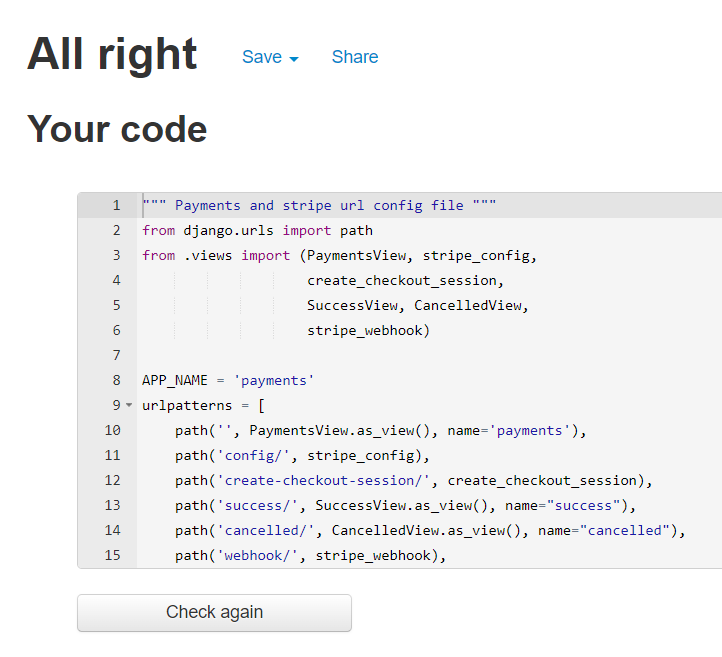 All right Save Share
Your code
1 """ Payments and stripe url config file """
2 from django.urls import path
3 from .views import (PaymentsView, stripe_config,
4                     create_checkout_session,
5                     SuccessView, CancelledView,
6                     stripe_webhook)
7
8 APP_NAME = 'payments'
9 urlpatterns = [
10     path('', PaymentsView.as_view(), name='payments'),
11     path('config/', stripe_config),
12     path('create-checkout-session/', create_checkout_session),
13     path('success/', SuccessView.as_view(), name="success"),
14     path('cancelled/', CancelledView.as_view(), name="cancelled"),
15     path('webhook/', stripe_webhook),
Check again